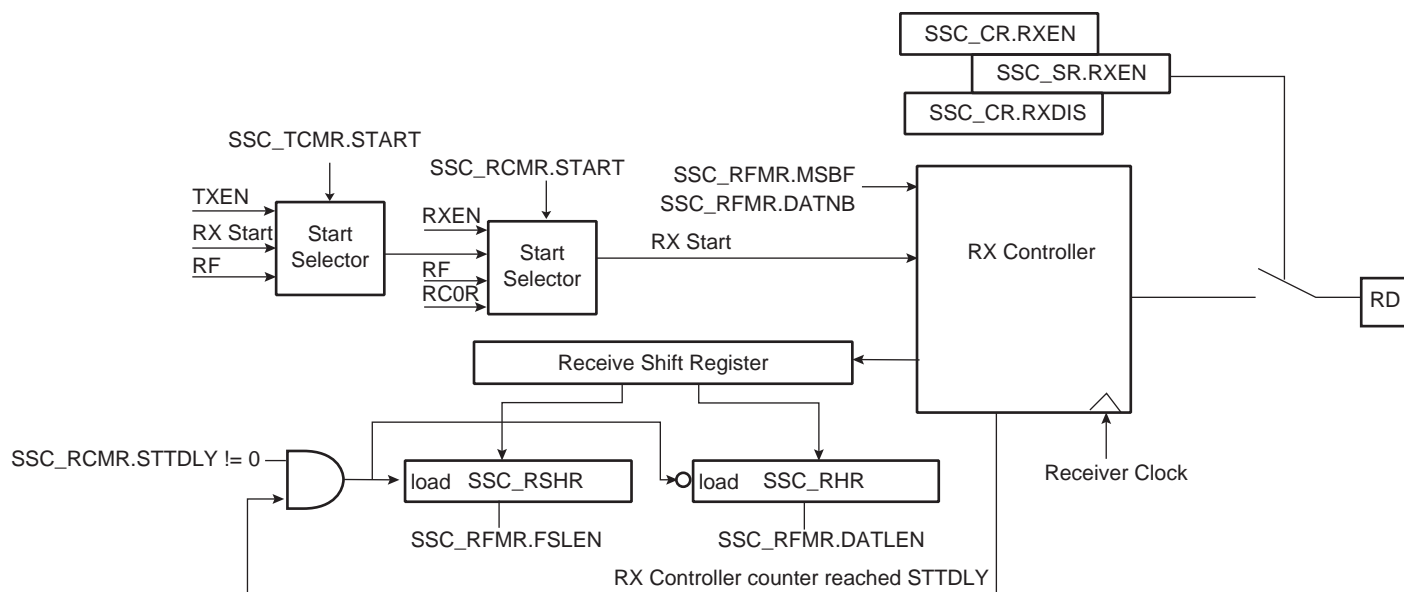 SSC_CR.RXEN
SSC_SR.RXEN
SSC_CR.RXDIS
SSC_TCMR.START
SSC_RCMR.START
SSC_RFMR.MSBF
SSC_RFMR.DATNB
TXEN
RX Start
RF
Start
Selector
RXEN
RF
RC0R
Start
Selector
RX Start
RX Controller
RD
Receive Shift Register
SSC_RCMR.STTDLY != 0
load SSC_RSHR
load SSC_RHR
Receiver Clock
SSC_RFMR.FSLEN
SSC_RFMR.DATLEN
RX Controller counter reached STTDLY